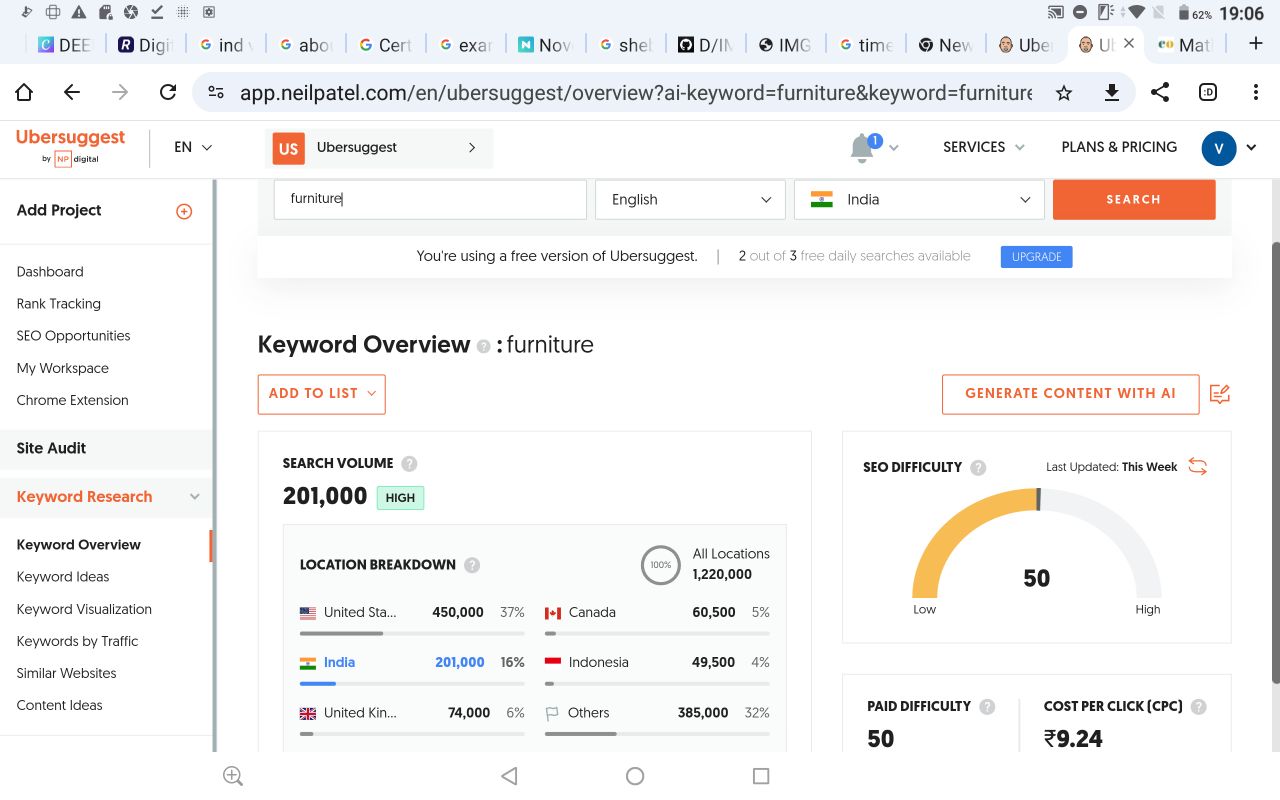 62% 19:06
DEE Digi ind v abou Cert exar Nov shel D/IM IMG time New Uber Ul Mat
:D
app.neilpatel.com/en/ubersuggest/overview?ai-keyword=furniture&keyword=furniture
Ubersuggest
by NP digital
EN
US Ubersuggest
1
SERVICES
PLANS & PRICING
V
Add Project
Dashboard
Rank Tracking
SEO Opportunities
My Workspace
Chrome Extension
Site Audit
Keyword Research
Keyword Overview
Keyword Ideas
Keyword Visualization
Keywords by Traffic
Similar Websites
Content Ideas
furniture
English
India
SEARCH
You're using a free version of Ubersuggest. | 2 out of 3 free daily searches available UPGRADE
Keyword Overview ? : furniture
ADD TO LIST
GENERATE CONTENT WITH AI
SEARCH VOLUME ?
201,000 HIGH
LOCATION BREAKDOWN ?
100%
All Locations
1,220,000
United Sta... 450,000 37%
Canada 60,500 5%
India 201,000 16%
Indonesia 49,500 4%
United Kin... 74,000 6%
Others 385,000 32%
SEO DIFFICULTY ?
Last Updated: This Week
50
Low High
PAID DIFFICULTY ?
50
COST PER CLICK (CPC) ?
₹9.24